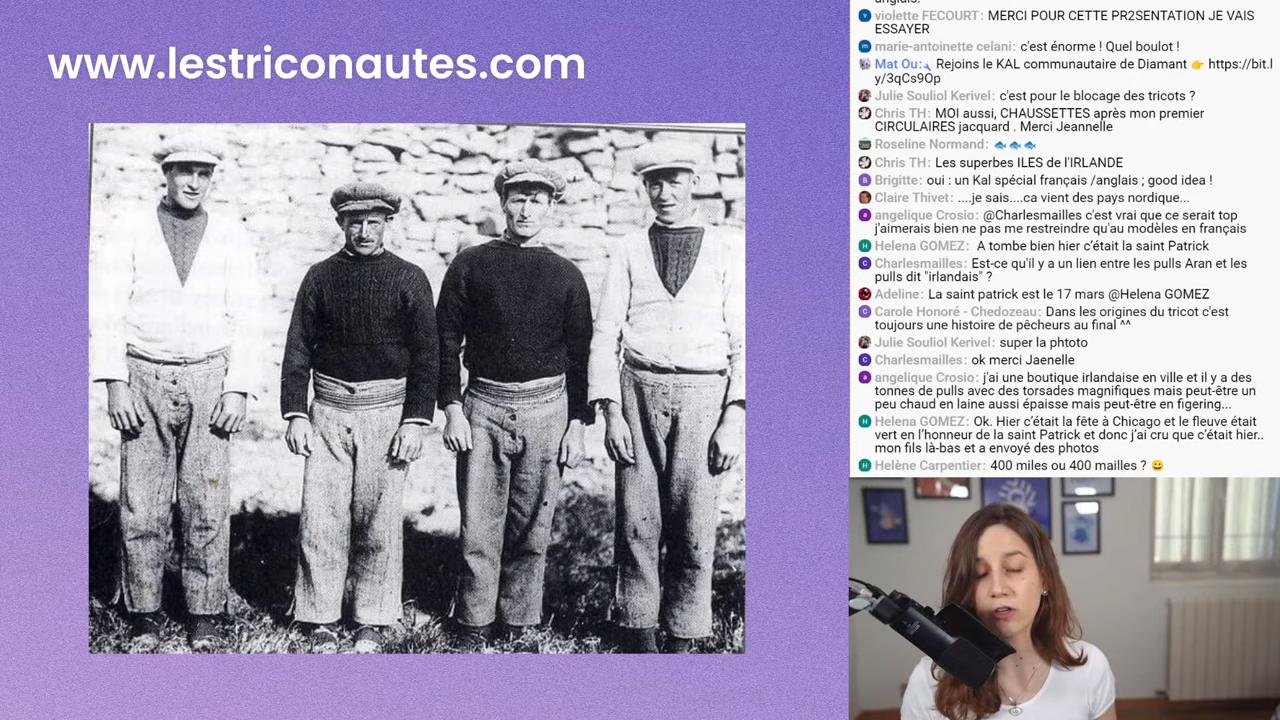 www.lestriconautes.com
anglais.
violette FECOURT: MERCI POUR CETTE PR2SENTATION JE VAIS
ESSAYER
marie-antoinette celani: c'est énorme ! Quel boulot !
Mat Ou: Rejoins le KAL communautaire de Diamant 👉 https://bit.l
y/3qCs9Op
Julie Souliol Kerivel: c'est pour le blocage des tricots ?
Chris TH: MOI aussi, CHAUSSETTES après mon premier
CIRCULAIRES jacquard . Merci Jeannelle
Roseline Normand: 🐟🐟🐟
Chris TH: Les superbes ILES de l'IRLANDE
Brigitte: oui : un Kal spécial français /anglais ; good idea !
Claire Thivet: ....je sais....ca vient des pays nordique...
angelique Crosio: @Charlesmailles c'est vrai que ce serait top
j'aimerais bien ne pas me restreindre qu'au modèles en français
Helena GOMEZ: A tombe bien hier c'était la saint Patrick
Charlesmailles: Est-ce qu'il y a un lien entre les pulls Aran et les
pulls dit "irlandais" ?
Adeline: La saint patrick est le 17 mars @Helena GOMEZ
Carole Honoré - Chedozeau: Dans les origines du tricot c'est
toujours une histoire de pêcheurs au final ^^
Julie Souliol Kerivel: super la phtoto
Charlesmailles: ok merci Jaenelle
angelique Crosio: j'ai une boutique irlandaise en ville et il y a des
tonnes de pulls avec des torsades magnifiques mais peut-être un
peu chaud en laine aussi épaisse mais peut-être en figering...
Helena GOMEZ: Ok. Hier c'était la fête à Chicago et le fleuve était
vert en l'honneur de la saint Patrick et donc j'ai cru que c'était hier..
mon fils là-bas et a envoyé des photos
Helène Carpentier: 400 miles ou 400 mailles ? 😀